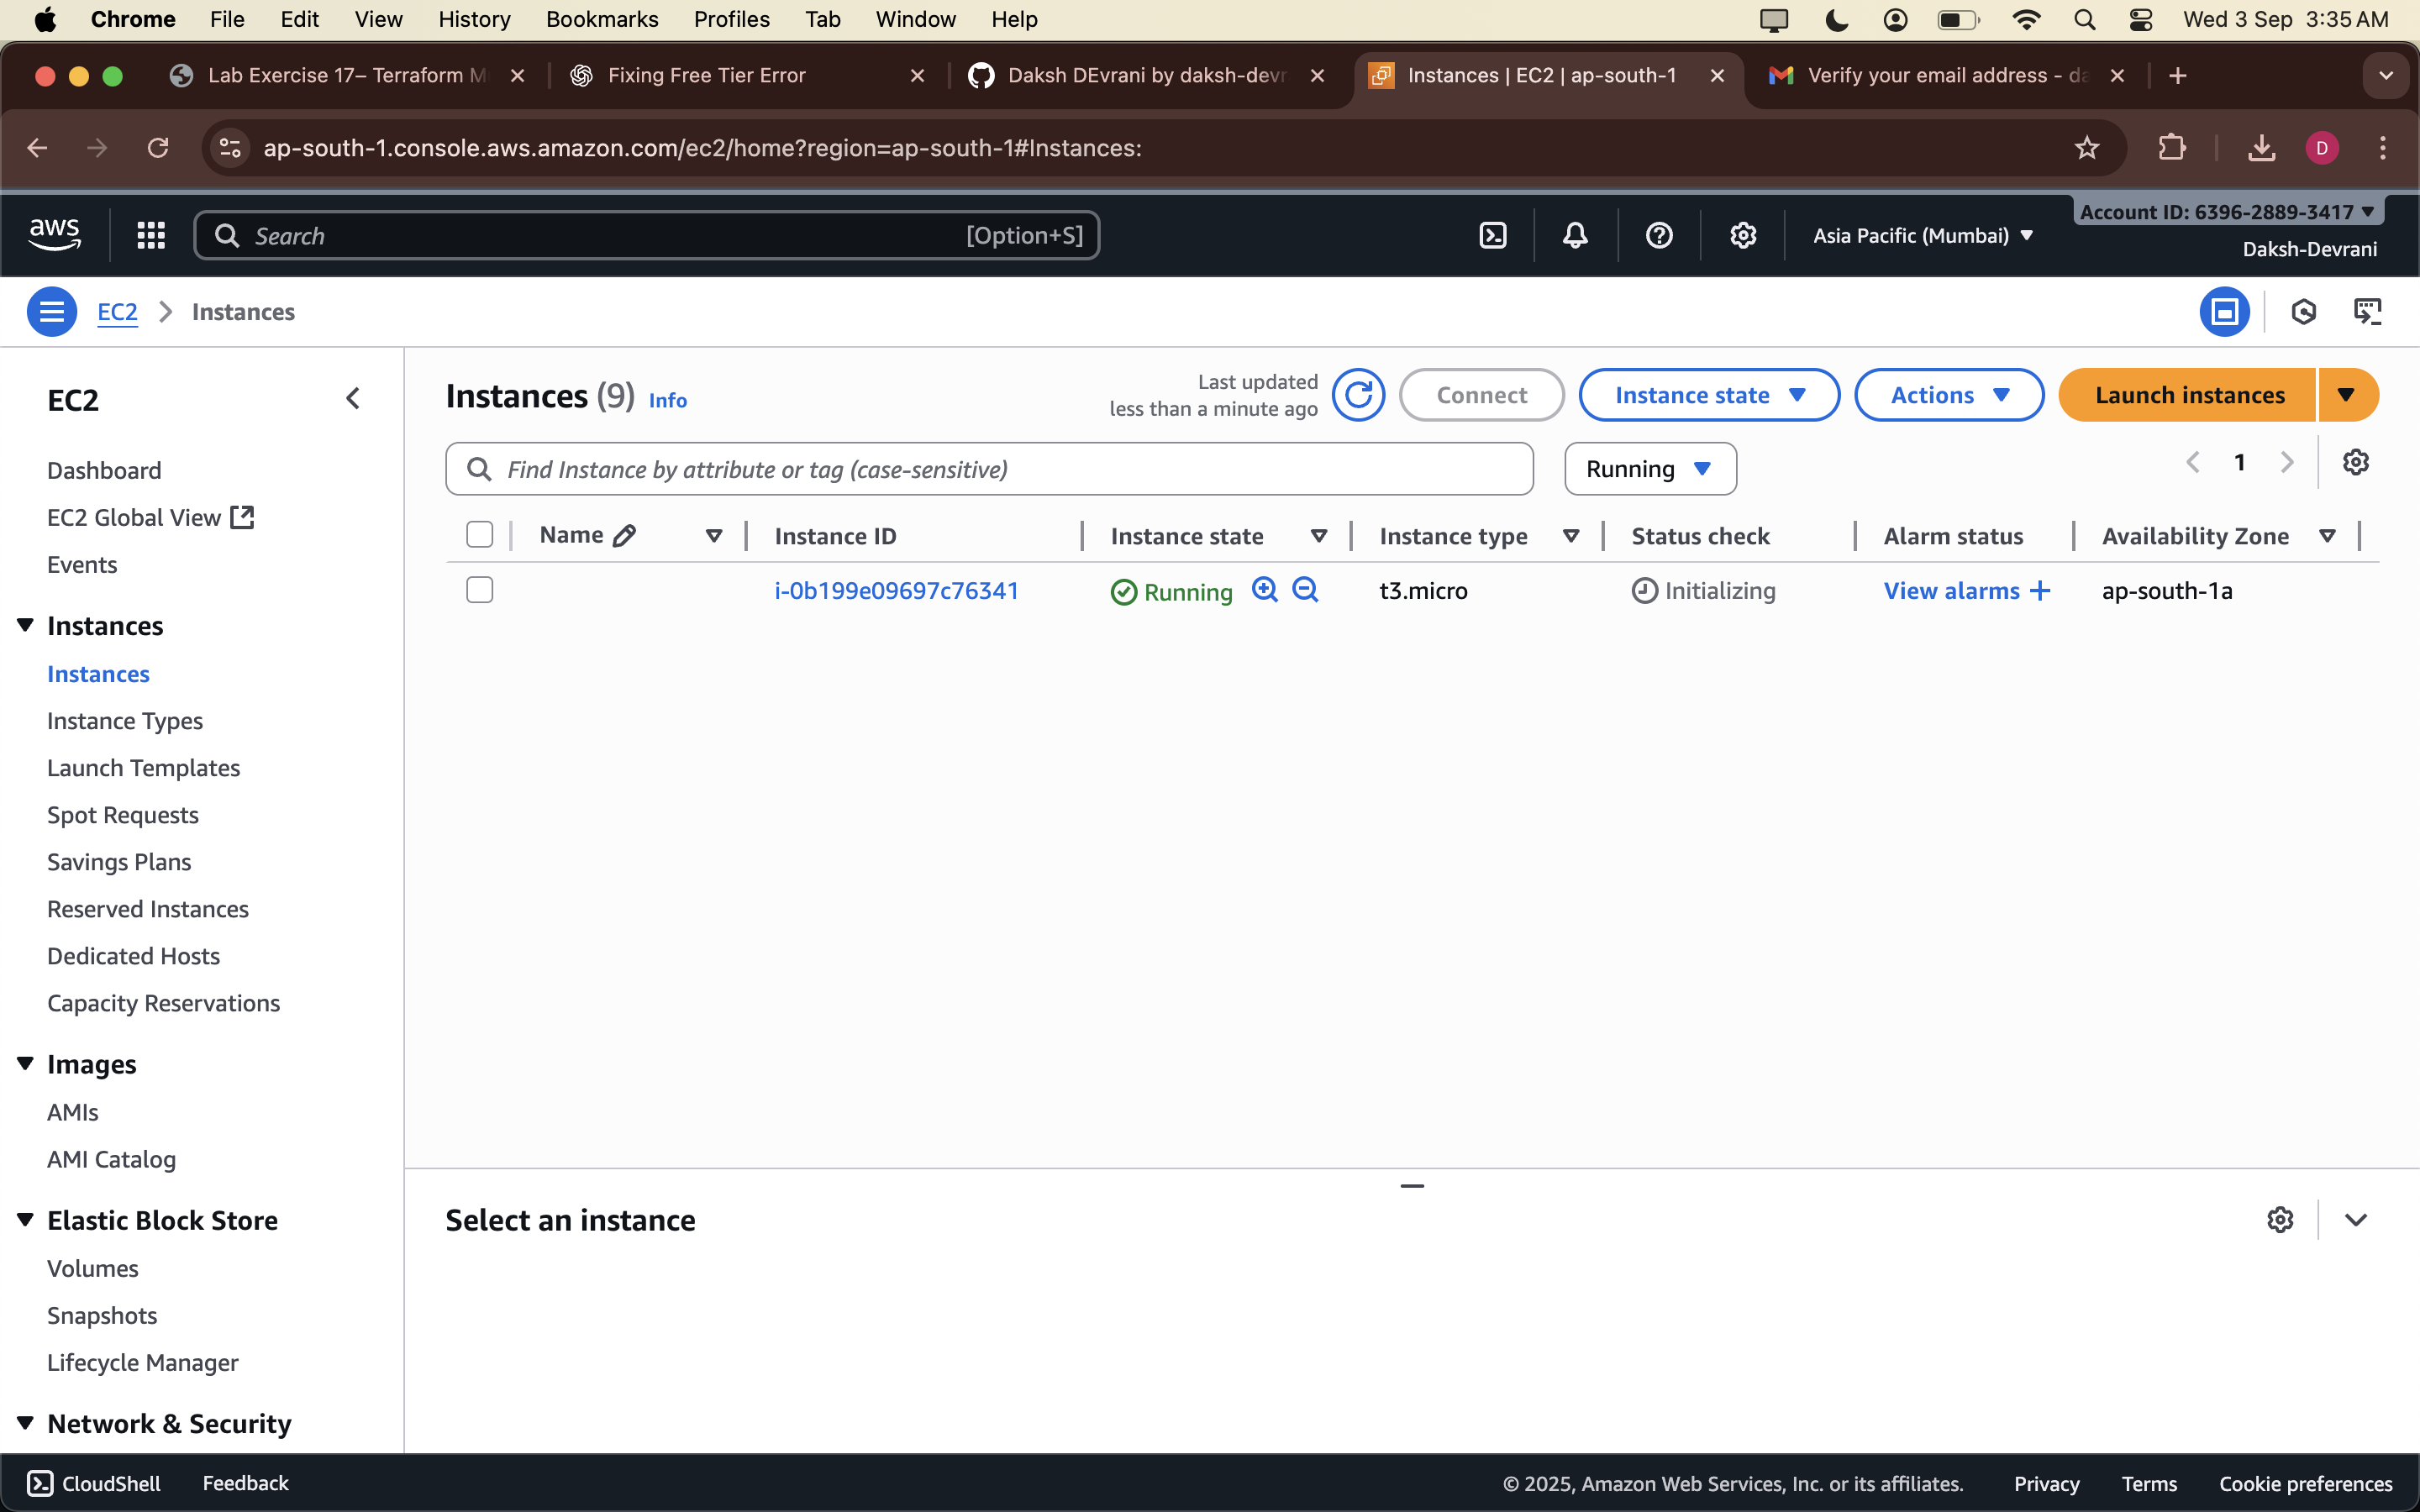 Chrome File Edit View History Bookmarks Profiles Tab Window Help Wed 3 Sep 3:35 AM
Lab Exercise 17– Terraform M Fixing Free Tier Error Daksh DEvrani by daksh-devr Instances | EC2 | ap-south-1 Verify your email address - da
ap-south-1.console.aws.amazon.com/ec2/home?region=ap-south-1#Instances: D
aws Search [Option+S] Asia Pacific (Mumbai) Account ID: 6396-2889-3417
Daksh-Devrani
EC2 Instances
EC2
Dashboard
EC2 Global View
Events
Instances
Instances
Instance Types
Launch Templates
Spot Requests
Savings Plans
Reserved Instances
Dedicated Hosts
Capacity Reservations
Images
AMIs
AMI Catalog
Elastic Block Store
Volumes
Snapshots
Lifecycle Manager
Network & Security
Instances (9) Info
Last updated
less than a minute ago
Connect Instance state Actions Launch instances
Find Instance by attribute or tag (case-sensitive) Running 1
Name Instance ID Instance state Instance type Status check Alarm status Availability Zone
i-0b199e09697c76341 Running t3.micro Initializing View alarms + ap-south-1a
Select an instance
CloudShell Feedback © 2025, Amazon Web Services, Inc. or its affiliates. Privacy Terms Cookie preferences